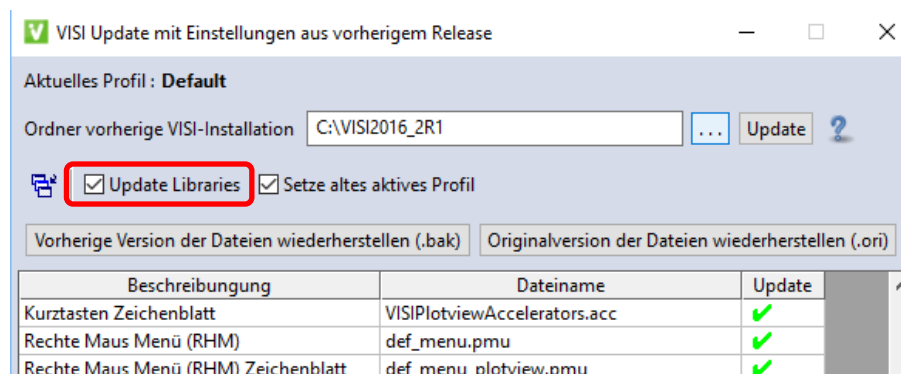 VISI Update mit Einstellungen aus vorherigem Release
Aktuelles Profil : Default
Ordner vorherige VISI-Installation C:\VISI2016_2R1 ... Update ?
Update Libraries Setze altes aktives Profil
Vorherige Version der Dateien wiederherstellen (.bak) Originalversion der Dateien wiederherstellen (.ori)
Beschreibungung Dateiname Update
Kurztasten Zeichenblatt VISIPlotviewAccelerators.acc
Rechte Maus Menü (RHM) def_menu.pmu
Rechte Maus Menü (RHM) Zeichenblatt def_menu_plotview.pmu